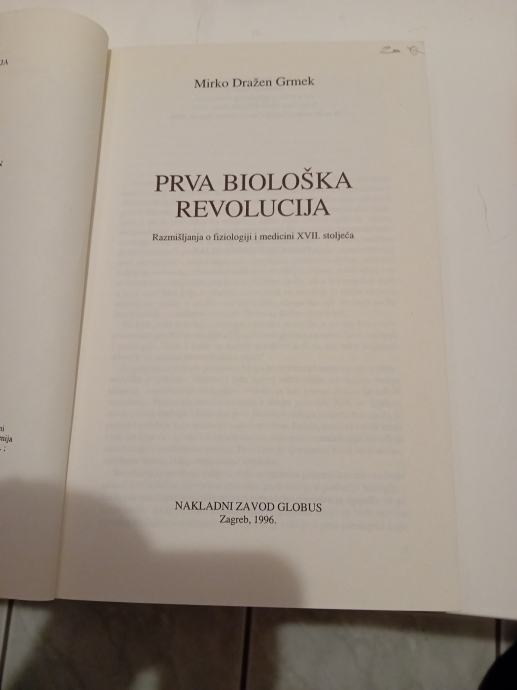 Mirko Dražen Grmek
PRVA BIOLOŠKA
REVOLUCIJA
Razmišljanja o fiziologiji i medicini XVII. stoljeća
NAKLADNI ZAVOD GLOBUS
Zagreb, 1996.